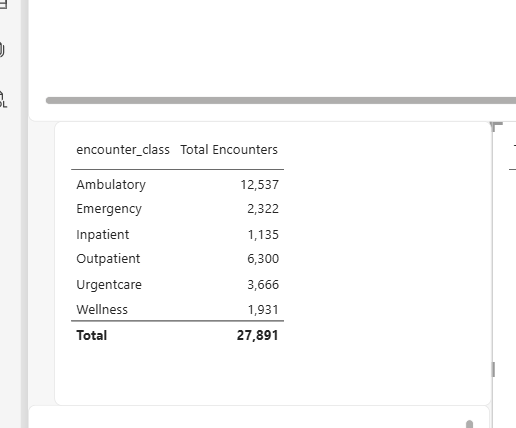 encounter_class Total Encounters
Ambulatory 12,537
Emergency 2,322
Inpatient 1,135
Outpatient 6,300
Urgentcare 3,666
Wellness 1,931
Total 27,891